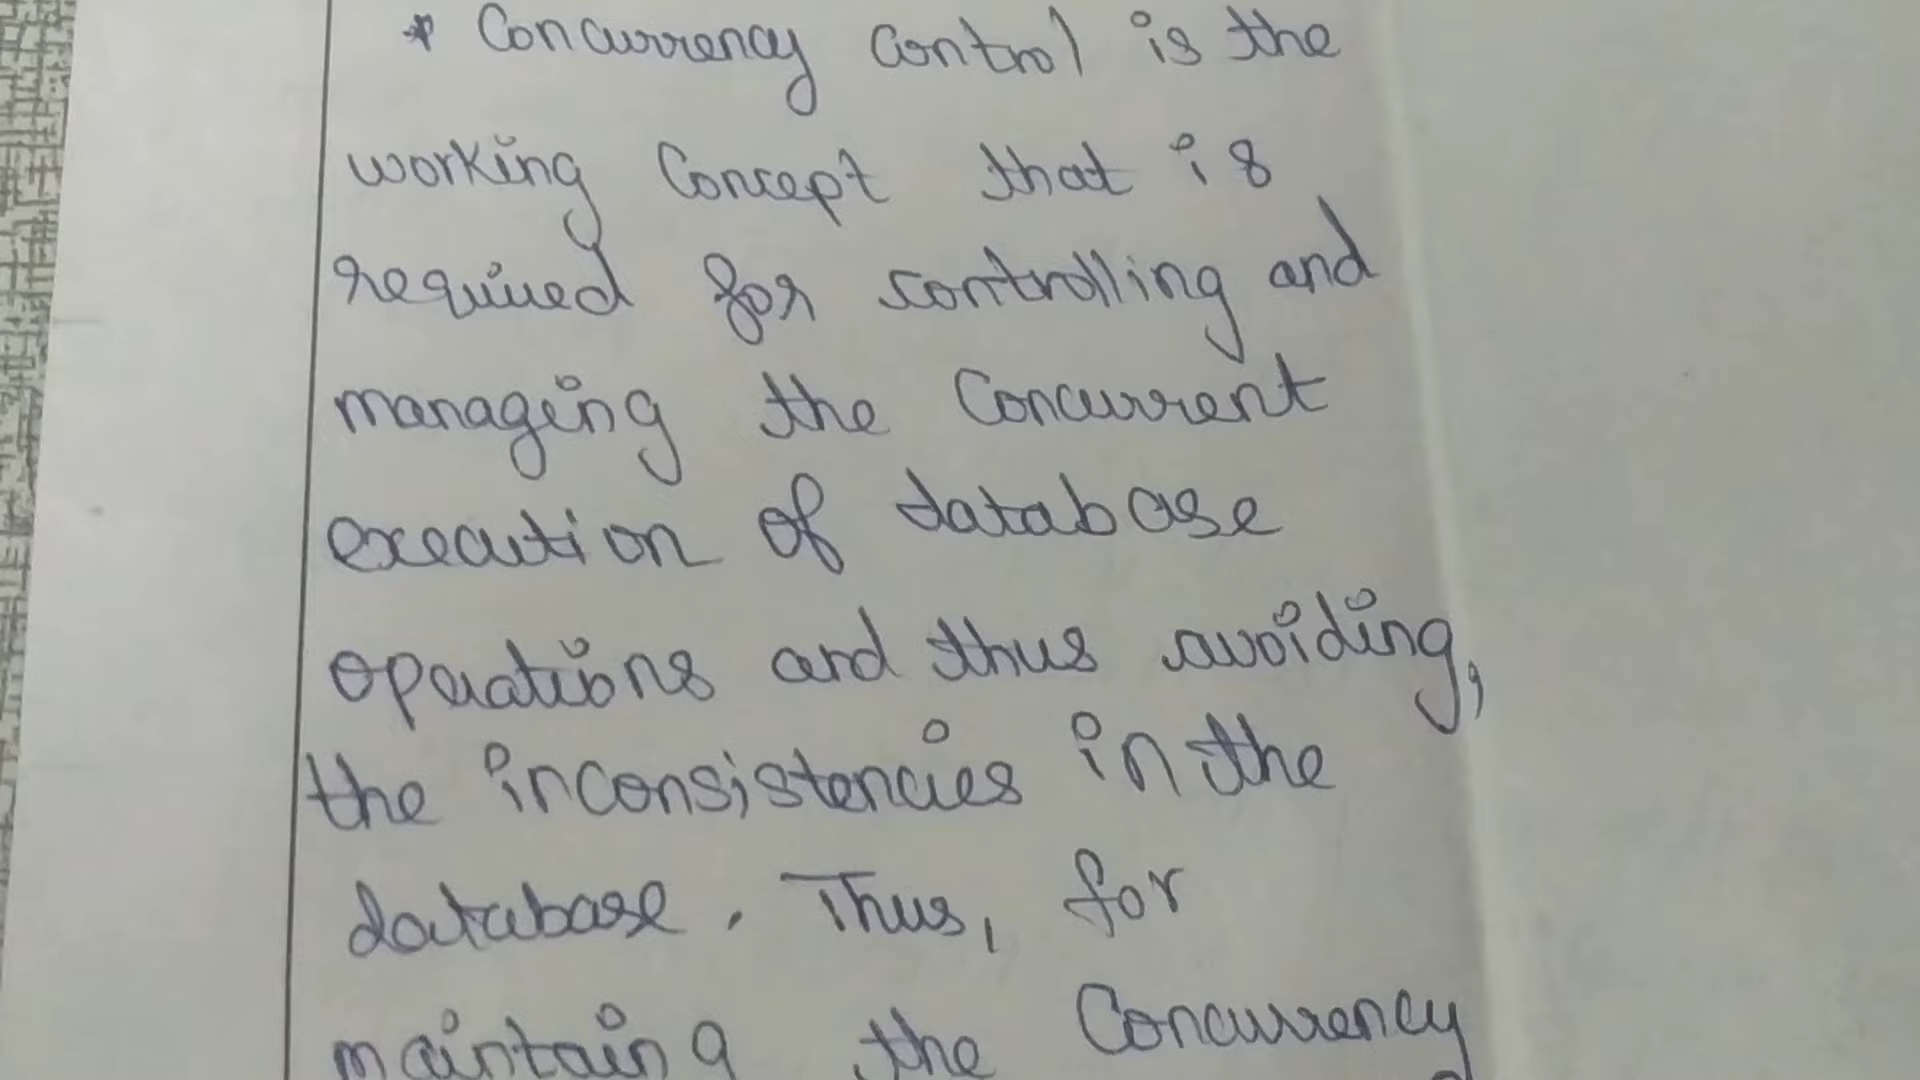 * Concurrency Control is the
working Concept that is
required for controlling and
managing the Concurrent
execution of database
operations and thus avoiding,
the inconsistencies in the
database. Thus, for
maintaing the Concurrency